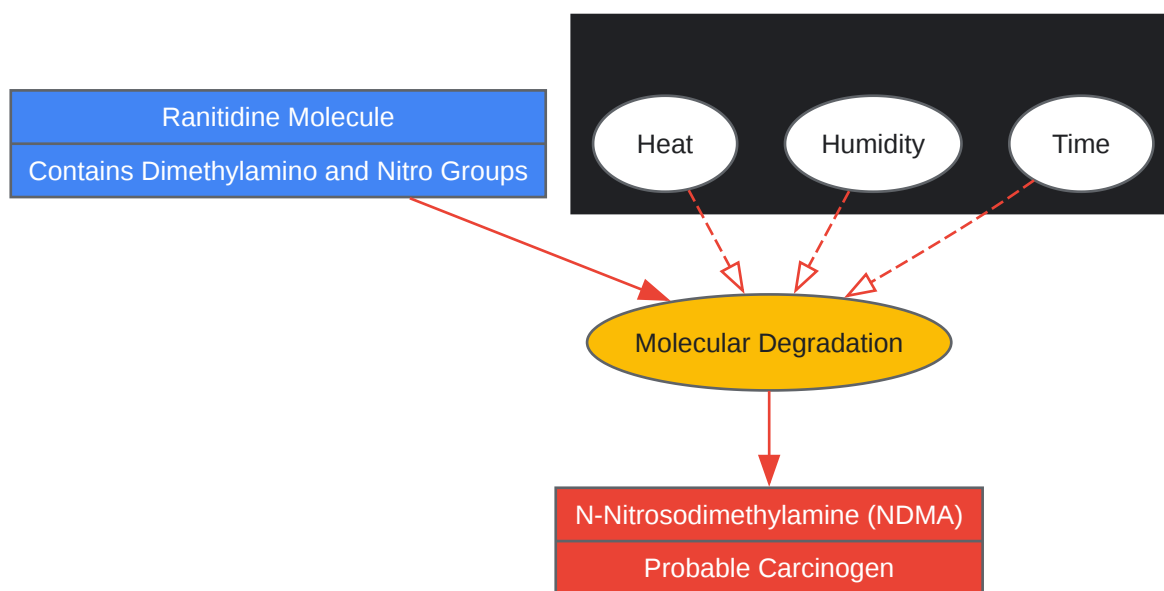 Ranitidine Molecule
Contains Dimethylamino and Nitro Groups
Heat
Humidity
Time
Molecular Degradation
N-Nitrosodimethylamine (NDMA)
Probable Carcinogen